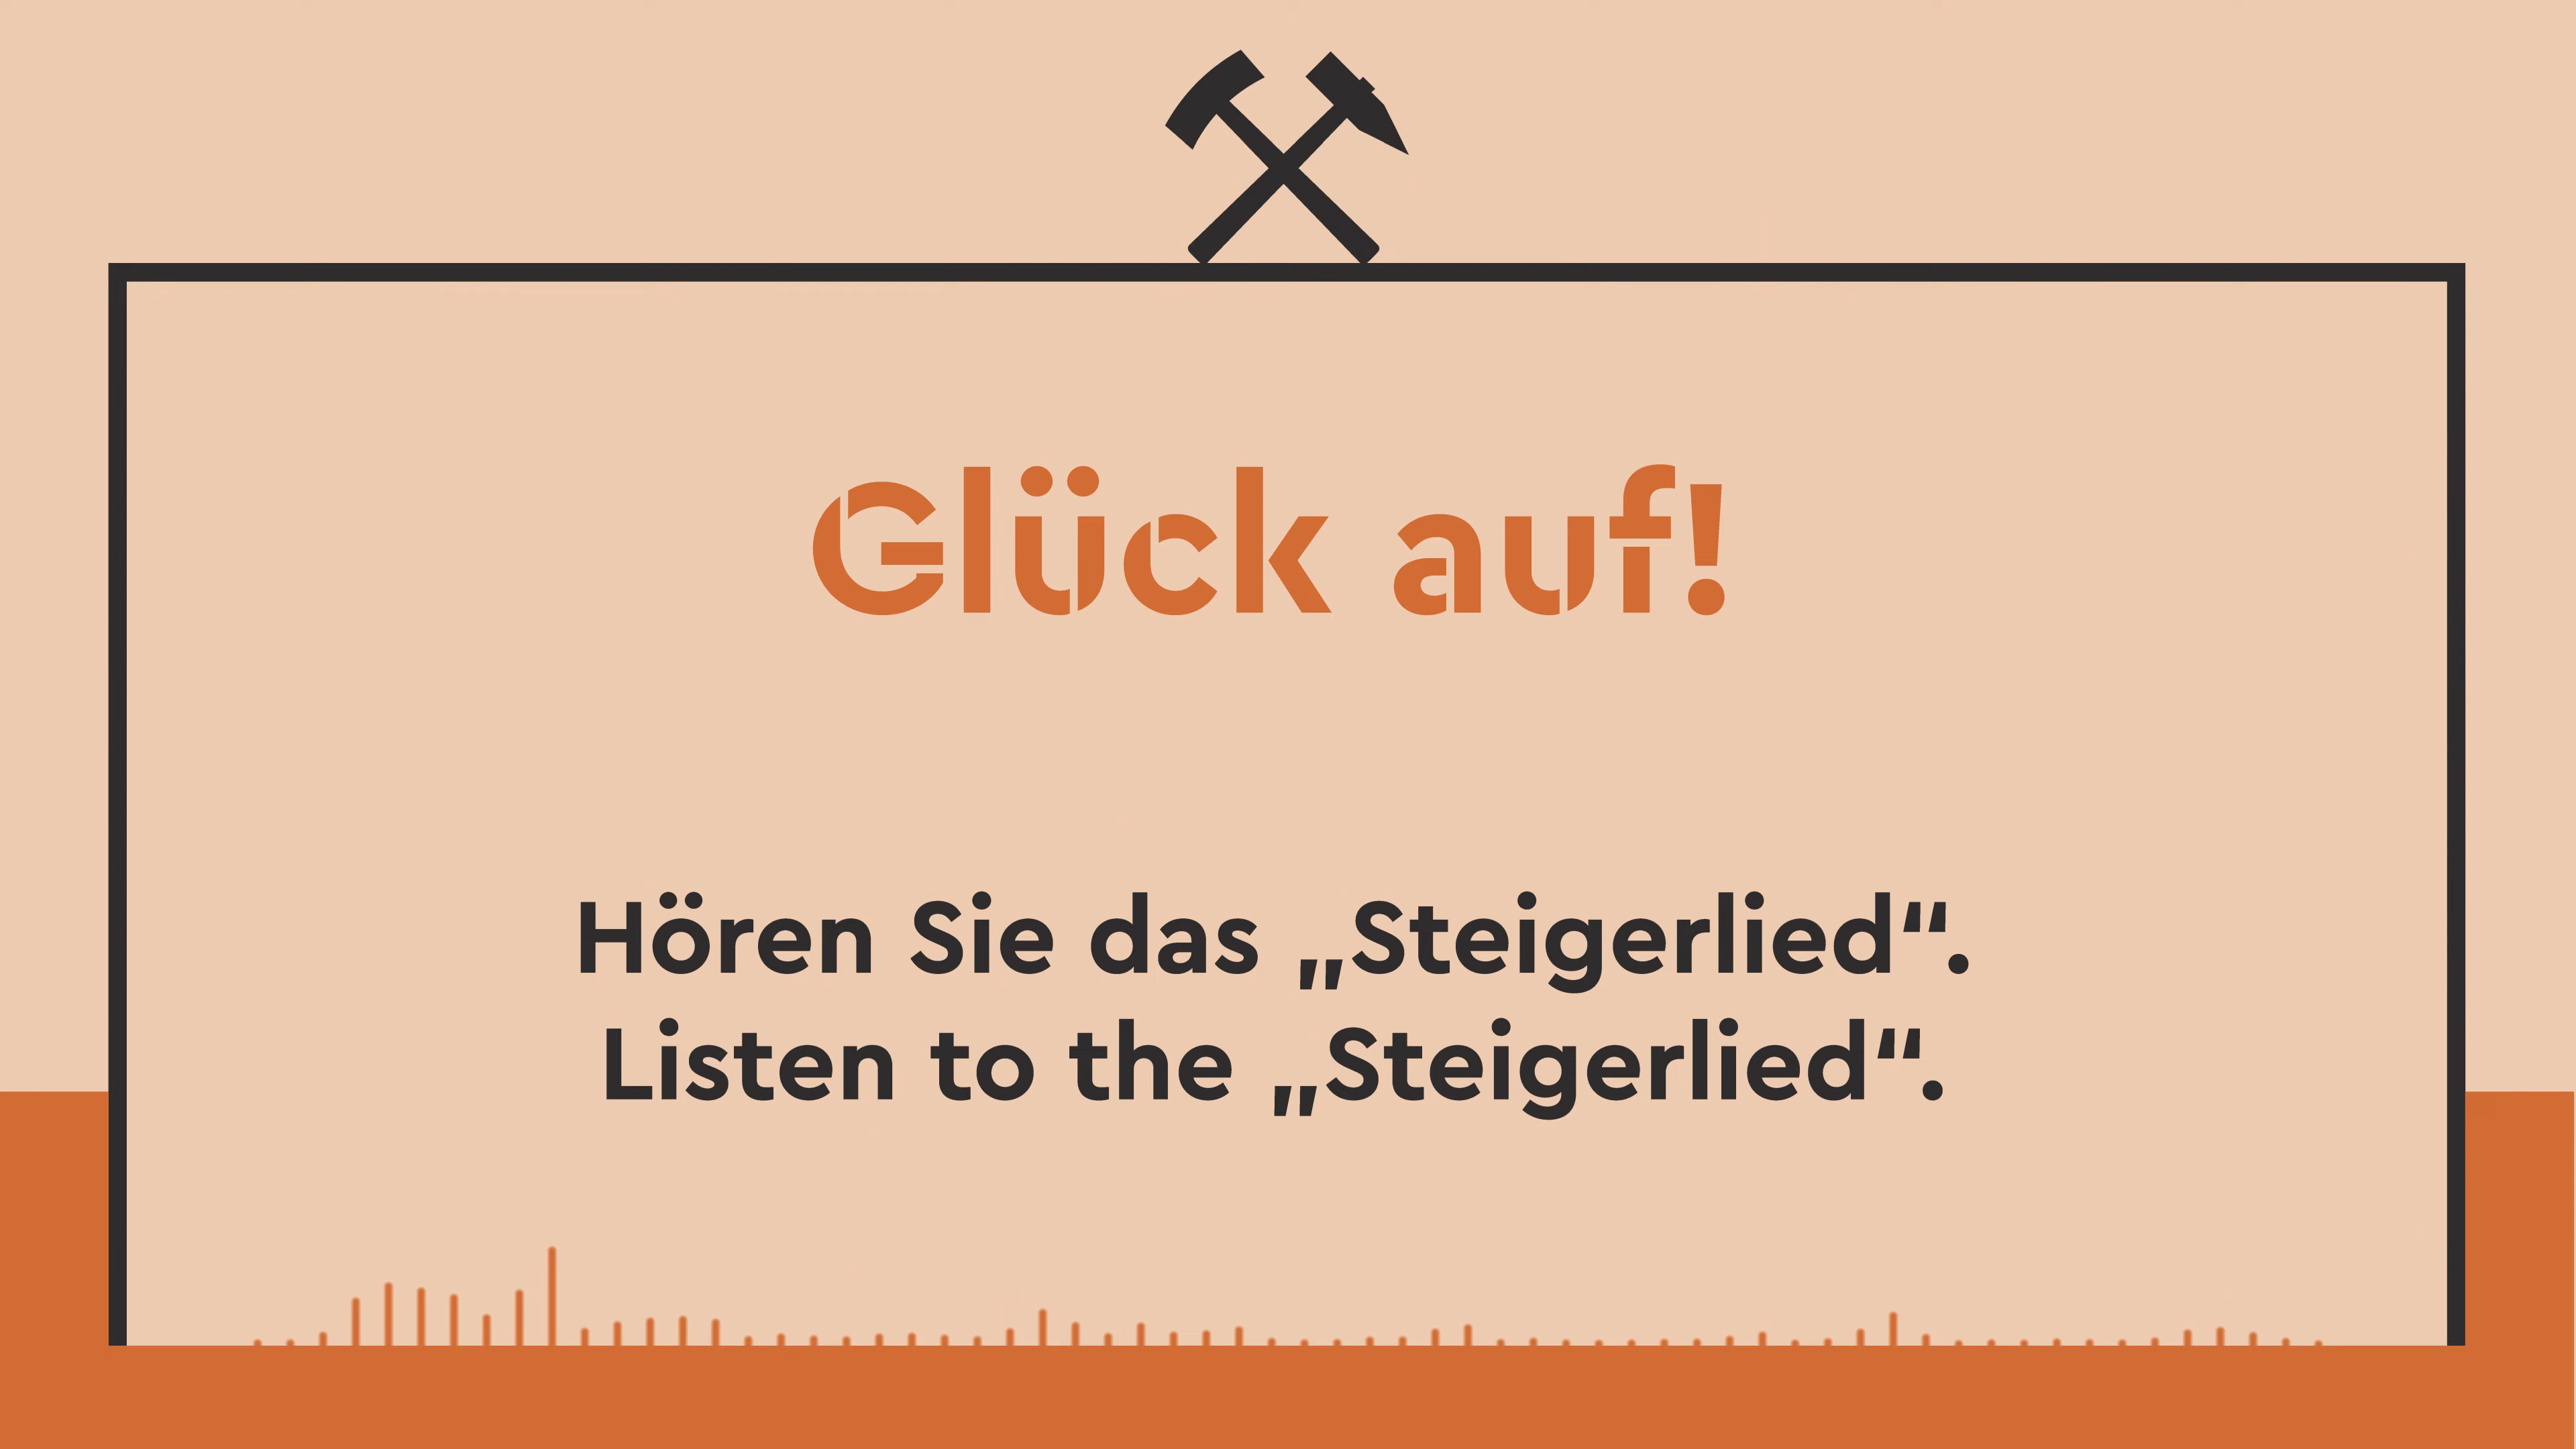 Glück auf!
Hören Sie das „Steigerlied“.
Listen to the „Steigerlied“.